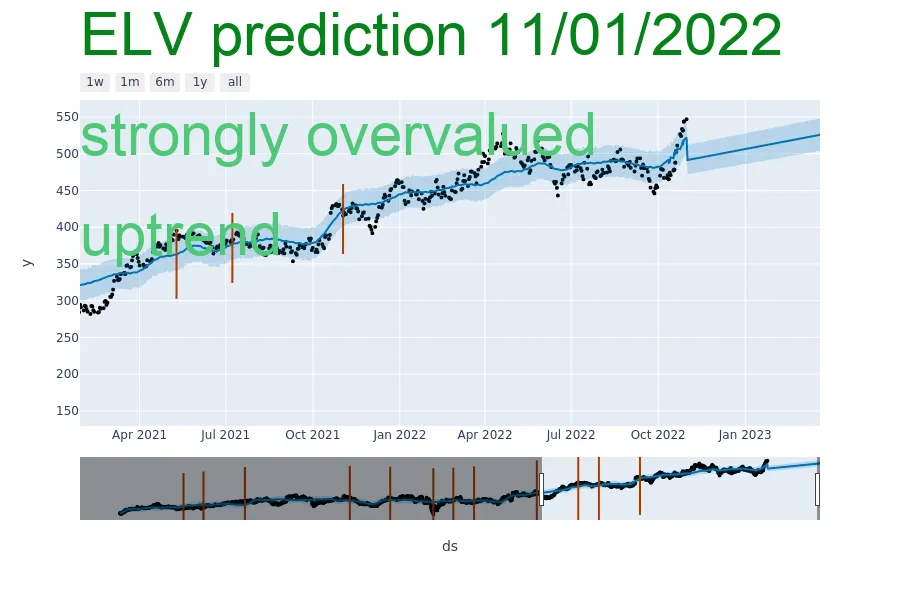 ELV prediction 11/01/2022
1w 1m 6m 1y all
strongly overvalued
uptrend
550
500
450
400
350
300
250
200
150
y
Apr 2021 Jul 2021 Oct 2021 Jan 2022 Apr 2022 Jul 2022 Oct 2022 Jan 2023
ds